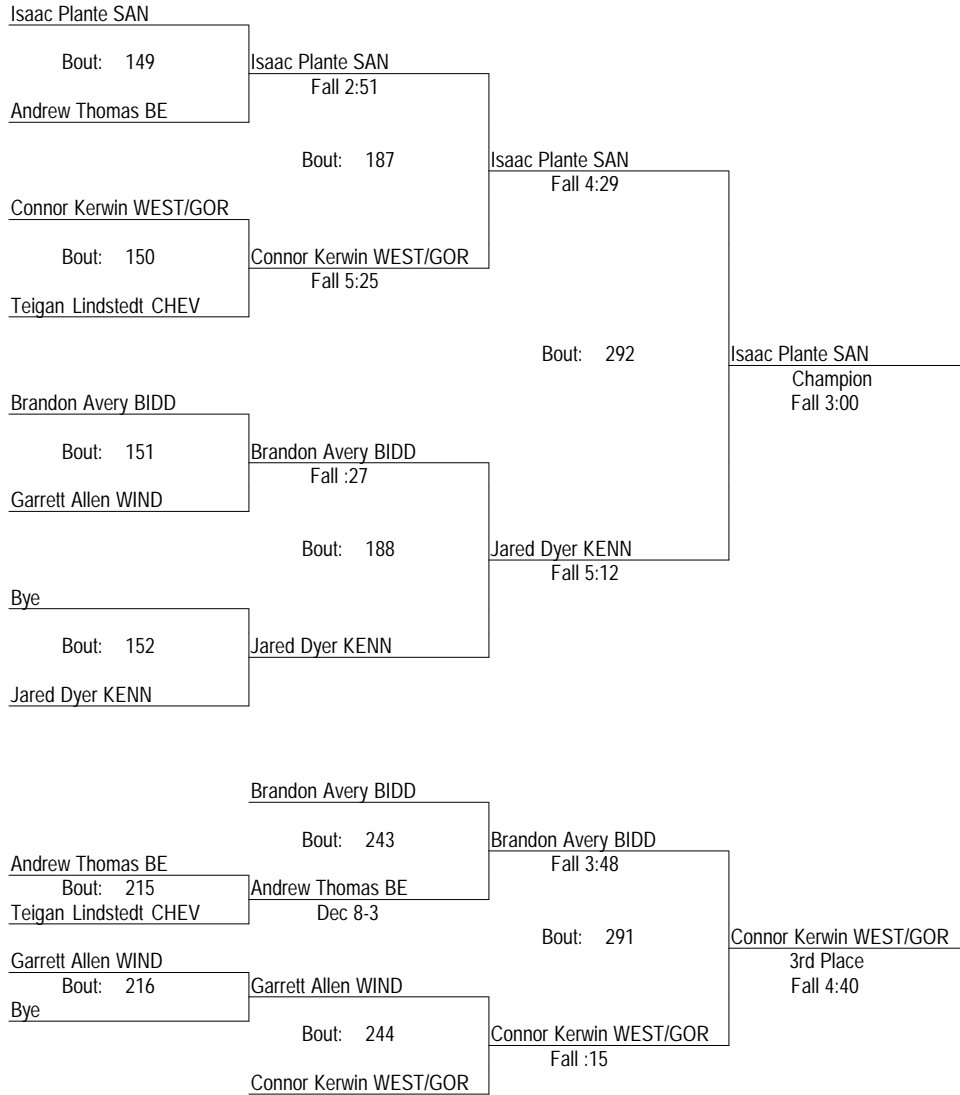 Isaac Plante SAN
Bout: 149
Isaac Plante SAN
Fall 2:51
Andrew Thomas BE
Bout: 187
Isaac Plante SAN
Fall 4:29
Connor Kerwin WEST/GOR
Bout: 150
Connor Kerwin WEST/GOR
Fall 5:25
Teigan Lindstedt CHEV
Bout: 292
Isaac Plante SAN
Champion
Fall 3:00
Brandon Avery BIDD
Bout: 151
Brandon Avery BIDD
Fall :27
Garrett Allen WIND
Bout: 188
Jared Dyer KENN
Fall 5:12
Bye
Bout: 152
Jared Dyer KENN
Jared Dyer KENN
Brandon Avery BIDD
Bout: 243
Brandon Avery BIDD
Fall 3:48
Andrew Thomas BE
Bout: 215
Andrew Thomas BE
Dec 8-3
Teigan Lindstedt CHEV
Bout: 291
Connor Kerwin WEST/GOR
3rd Place
Fall 4:40
Garrett Allen WIND
Bout: 216
Garrett Allen WIND
Bye
Bout: 244
Connor Kerwin WEST/GOR
Fall :15
Connor Kerwin WEST/GOR